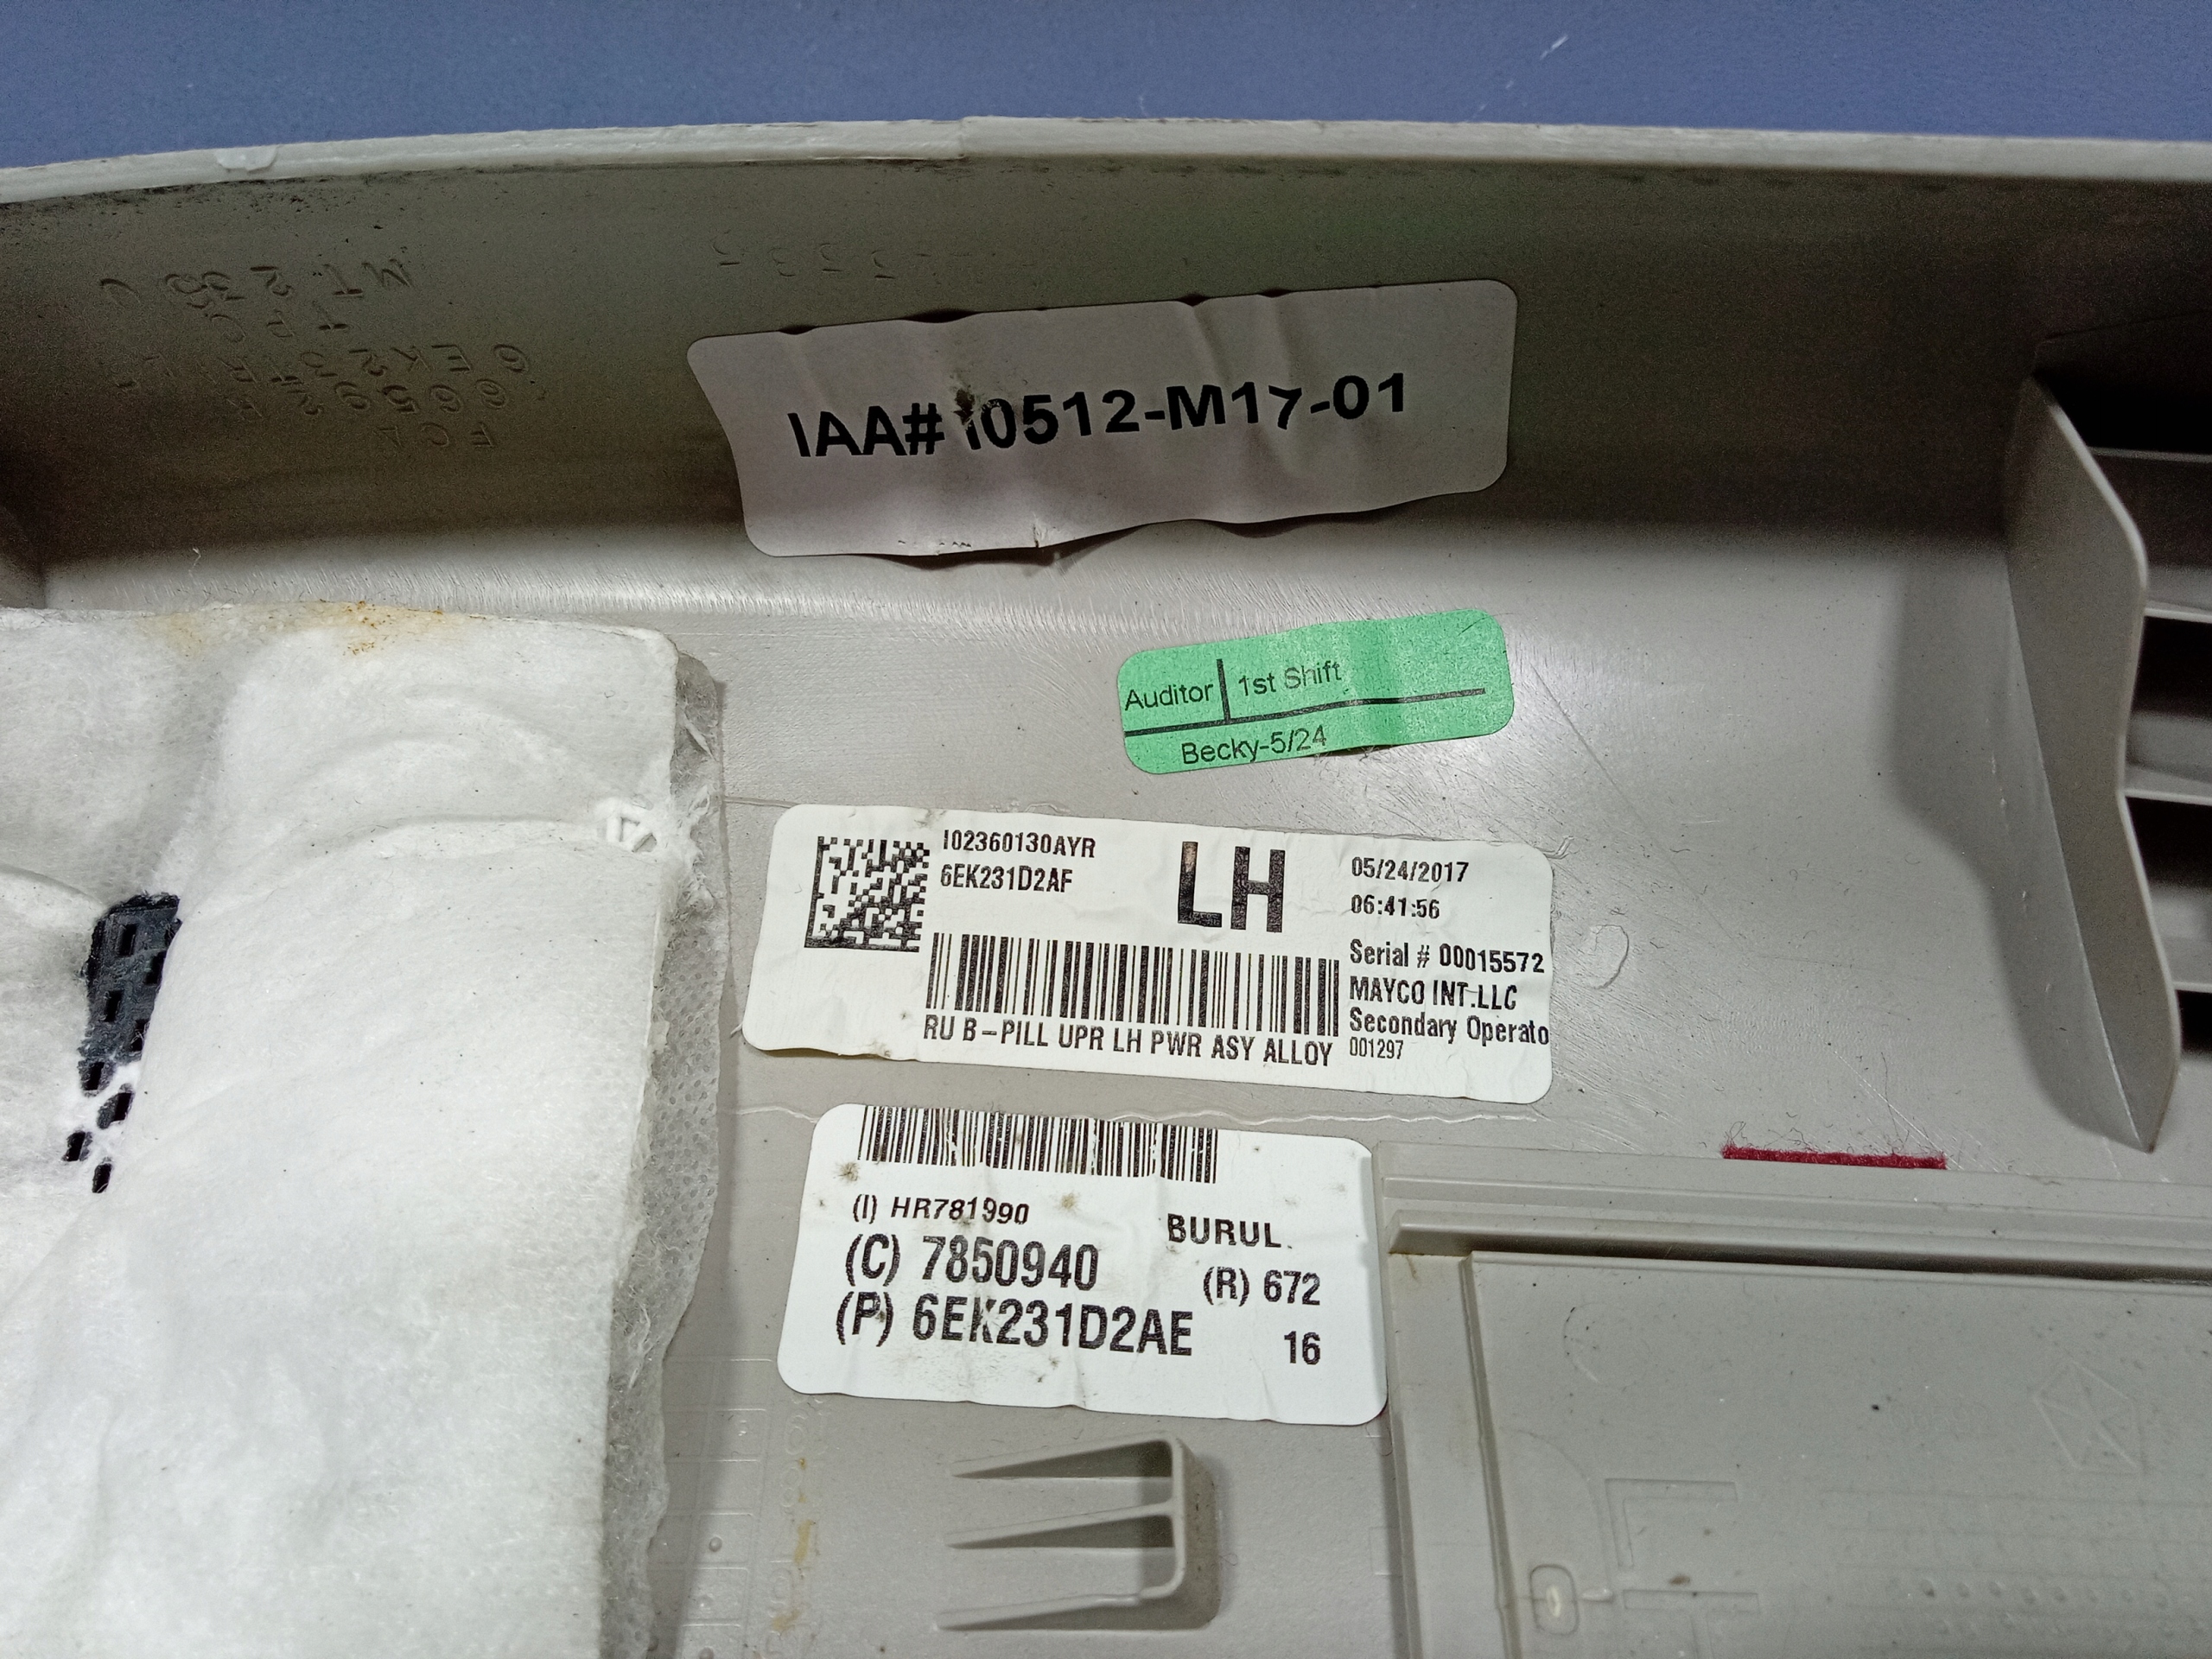 IAA# I0512-M17-01
Auditor 1st Shift
Becky-5/24
I02360130AYR
6EK231D2AF
LH
05/24/2017
06:41:56
Serial # 00015572
MAYCO INT.LLC
Secondary Operato
001297
RU B-PILL UPR LH PWR ASY ALLOY
(I) HR781990
BURUL.
(C) 7850940
(R) 672
(P) 6EK231D2AE
16